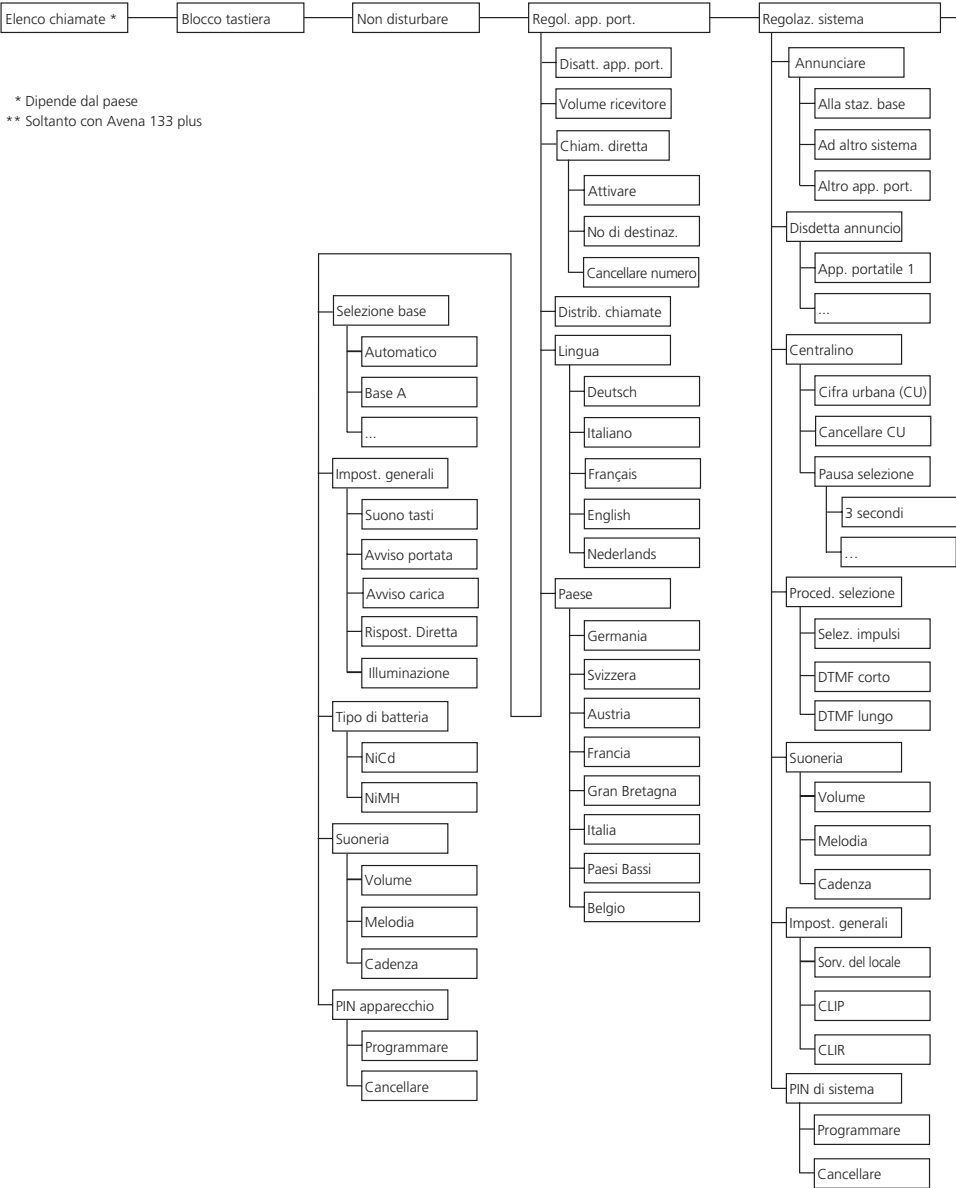 Elenco chiamate *
Blocco tastiera
Non disturbare
Regol. app. port.
Regolaz. sistema
* Dipende dal paese
** Soltanto con Avena 133 plus
Selezione base
Automatico
Base A
...
Impost. generali
Suono tasti
Avviso portata
Avviso carica
Rispost. Diretta
Illuminazione
Tipo di batteria
NiCd
NiMH
Suoneria
Volume
Melodia
Cadenza
PIN apparecchio
Programmare
Cancellare
Disatt. app. port.
Volume ricevitore
Chiam. diretta
Attivare
No di destinaz.
Cancellare numero
Distrib. chiamate
Lingua
Deutsch
Italiano
Français
English
Nederlands
Paese
Germania
Svizzera
Austria
Francia
Gran Bretagna
Italia
Paesi Bassi
Belgio
Annunciare
Alla staz. base
Ad altro sistema
Altro app. port.
Disdetta annuncio
App. portatile 1
...
Centralino
Cifra urbana (CU)
Cancellare CU
Pausa selezione
3 secondi
...
Proced. selezione
Selez. impulsi
DTMF corto
DTMF lungo
Suoneria
Volume
Melodia
Cadenza
Impost. generali
Sorv. del locale
CLIP
CLIR
PIN di sistema
Programmare
Cancellare